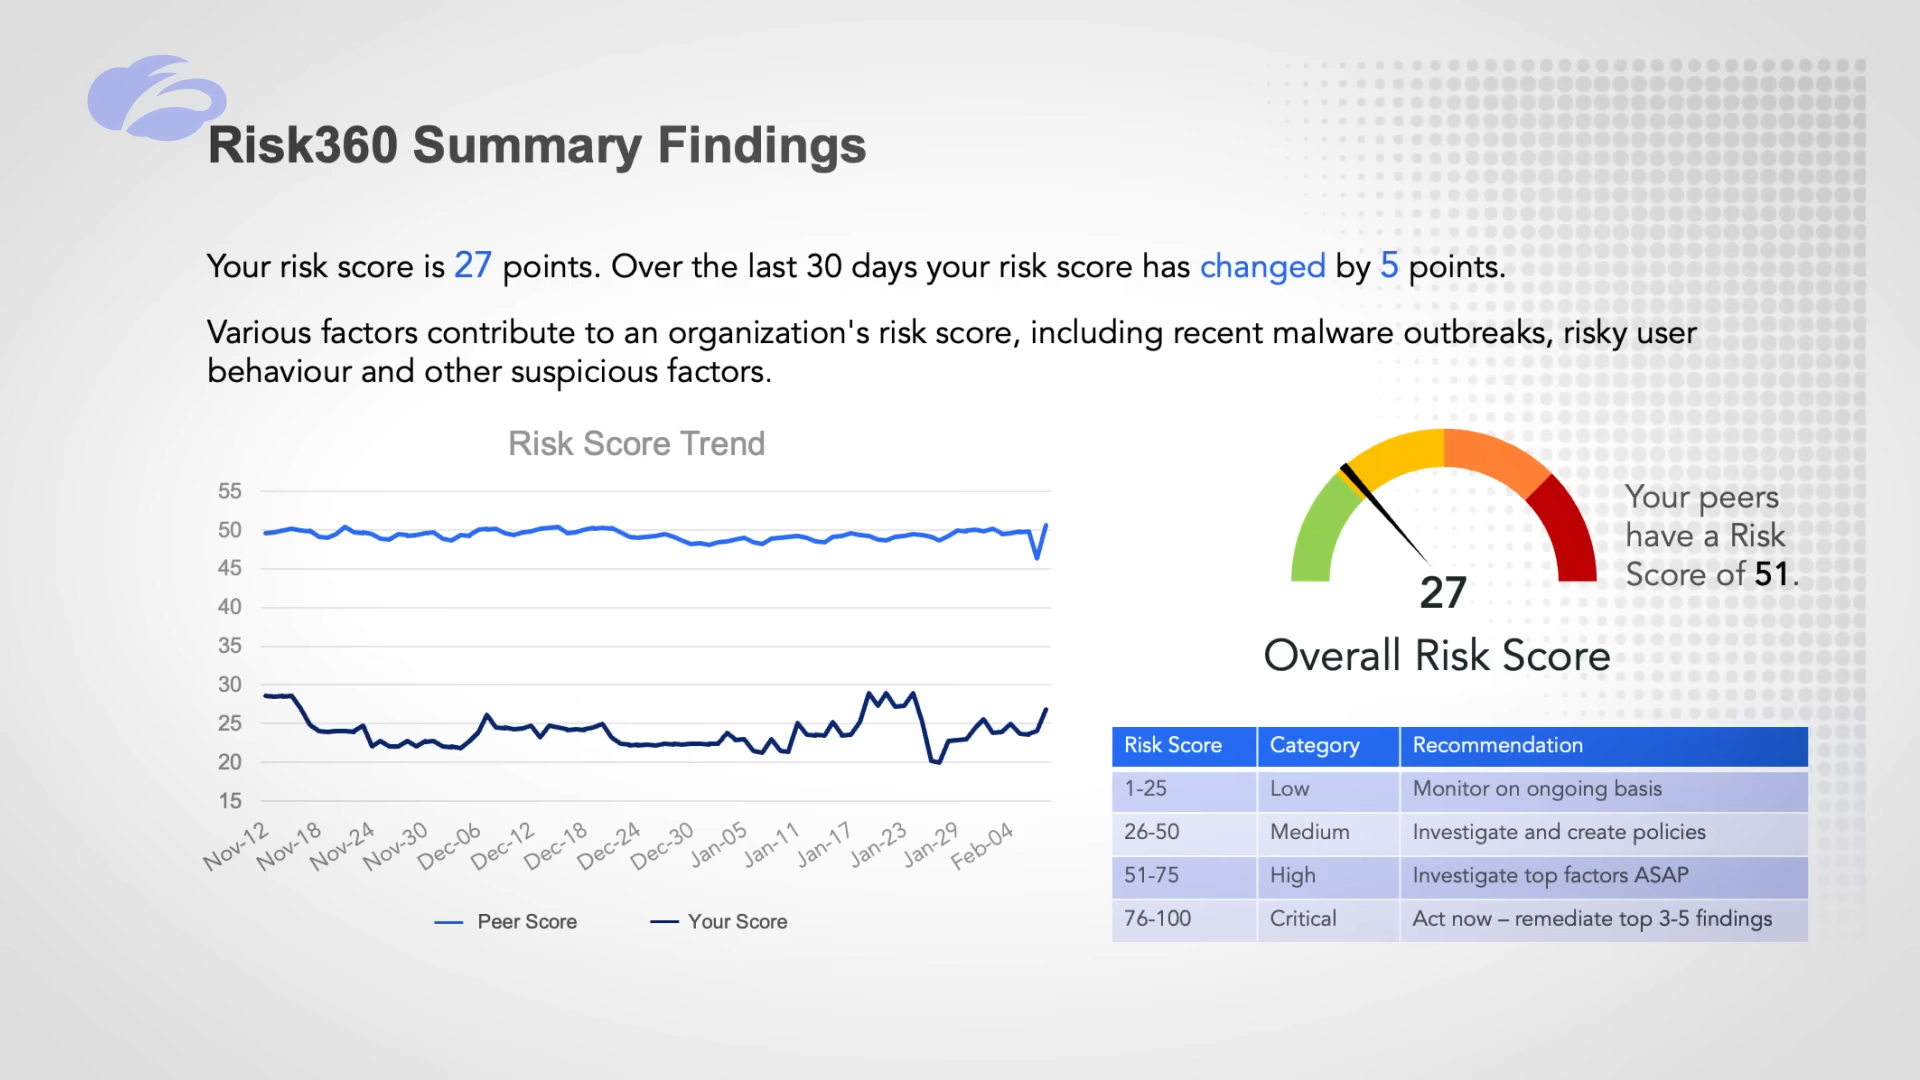 Risk360 Summary Findings
Your risk score is 27 points. Over the last 30 days your risk score has changed by 5 points.
Various factors contribute to an organization's risk score, including recent malware outbreaks, risky user
behaviour and other suspicious factors.
Risk Score Trend
55
50
45
40
35
30
25
20
15
Nov-12 Nov-18 Nov-24 Nov-30 Dec-06 Dec-12 Dec-18 Dec-24 Dec-30 Jan-05 Jan-11 Jan-17 Jan-23 Jan-29 Feb-04
Peer Score Your Score
27
Overall Risk Score
Your peers
have a Risk
Score of 51.
Risk Score Category Recommendation
1-25 Low Monitor on ongoing basis
26-50 Medium Investigate and create policies
51-75 High Investigate top factors ASAP
76-100 Critical Act now – remediate top 3-5 findings